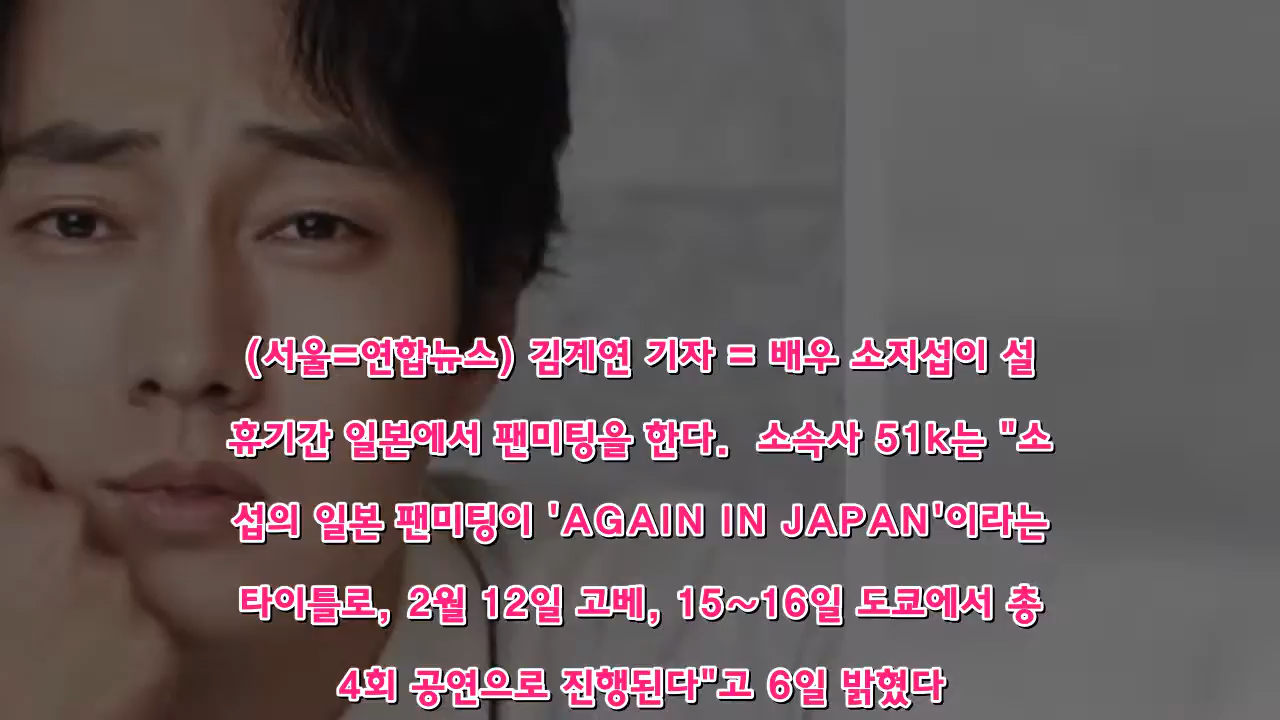 (서울=연합뉴스) 김계연 기자 = 배우 소지섭이 설
휴기간 일본에서 팬미팅을 한다. 소속사 51k는 "소
섭의 일본 팬미팅이 'AGAIN IN JAPAN'이라는
타이틀로, 2월 12일 고베, 15~16일 도쿄에서 총
4회 공연으로 진행된다"고 6일 밝혔다